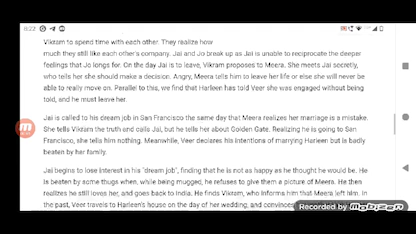 8:22
Vikram to spend time with each other. They realize how
much they still like each other's company. Jai and Jo break up as Jai is unable to reciprocate the deeper
feelings that Jo longs for. On the day Jai is to leave, Vikram proposes to Meera. She meets Jai secretly,
who tells her she should make a decision. Angry, Meera tells him to leave her life or else she will never be
able to really move on. Parallel to this, we find that Harleen has told Veer she was engaged without being
told, and he must leave her.
Jai is called to his dream job in San Francisco the same day that Meera realizes her marriage is a mistake.
She tells Vikram the truth and calls Jai, but he tells her about Golden Gate. Realizing he is going to San
Francisco, she tells him nothing. Meanwhile, Veer declares his intentions of marrying Harleen but is badly
beaten by her family.
Jai begins to lose interest in his "dream job", finding that he is not as happy as he thought he would be. He
is beaten by some thugs when, while being mugged, he refuses to give them a picture of Meera. He then
realizes he still loves her, and goes back to India. He finds Vikram, who informs him that Meera left him. In
the past, Veer travels to Harleen's house on the day of her wedding, and convinces
Recorded by
Mobizen